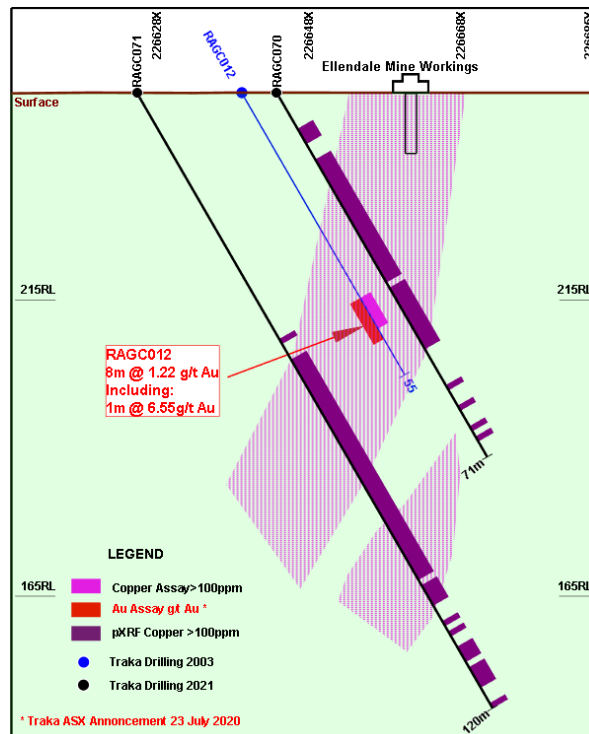 RAGC071
226628X
RAGC012
RAGC070
226648X
226668X
226686X
Ellendale Mine Workings
Surface
215RL
215RL
RAGC012
8m @ 1.22 g/t Au
Including:
1m @ 6.55g/t Au
55
71m
165RL
165RL
120m
LEGEND
Copper Assay>100ppm
Au Assay g/t Au *
pXRF Copper >100ppm
Traka Drilling 2003
Traka Drilling 2021
* Traka ASX Annoncement 23 July 2020